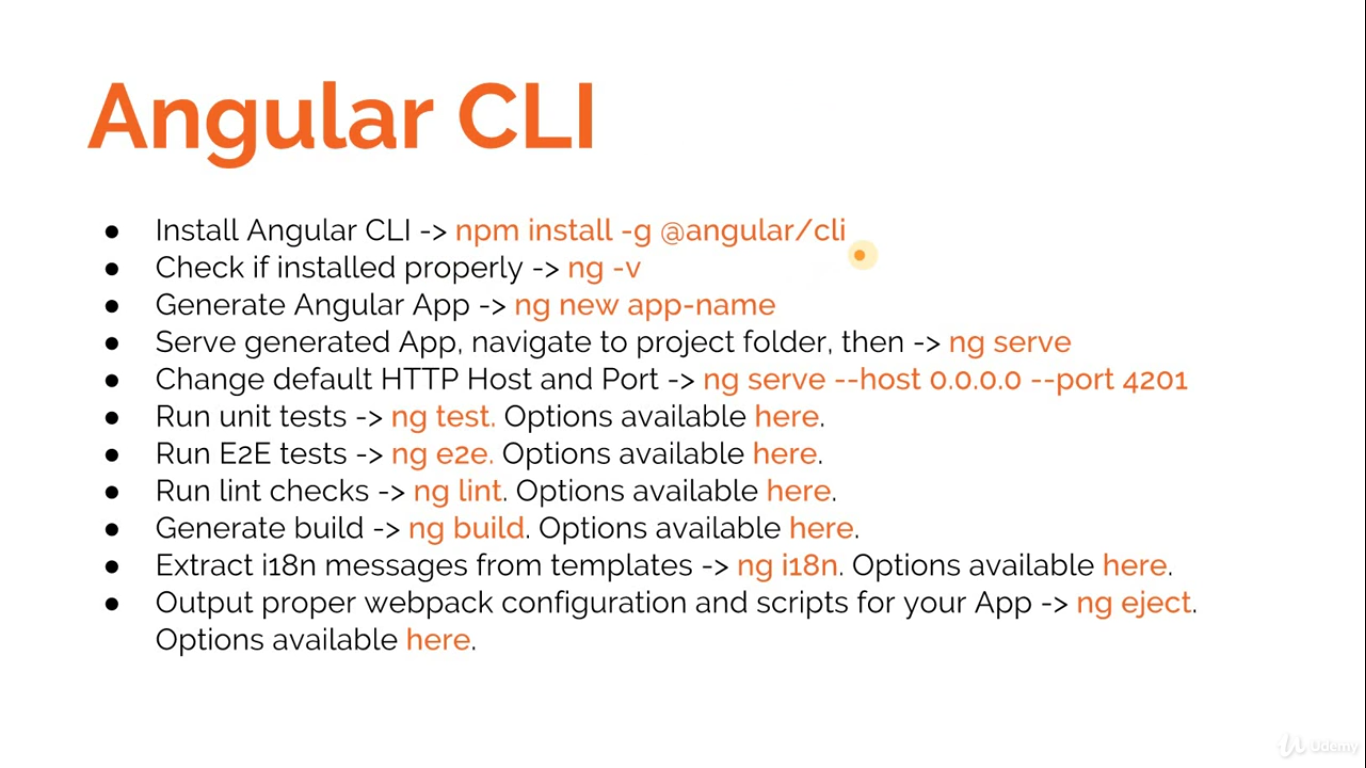 Angular CLI
● Install Angular CLI -> npm install -g @angular/cli
● Check if installed properly -> ng -v
● Generate Angular App -> ng new app-name
● Serve generated App, navigate to project folder, then -> ng serve
● Change default HTTP Host and Port -> ng serve --host 0.0.0.0 --port 4201
● Run unit tests -> ng test. Options available here.
● Run E2E tests -> ng e2e. Options available here.
● Run lint checks -> ng lint. Options available here.
● Generate build -> ng build. Options available here.
● Extract i18n messages from templates -> ng i18n. Options available here.
● Output proper webpack configuration and scripts for your App -> ng eject.
Options available here.
Udemy